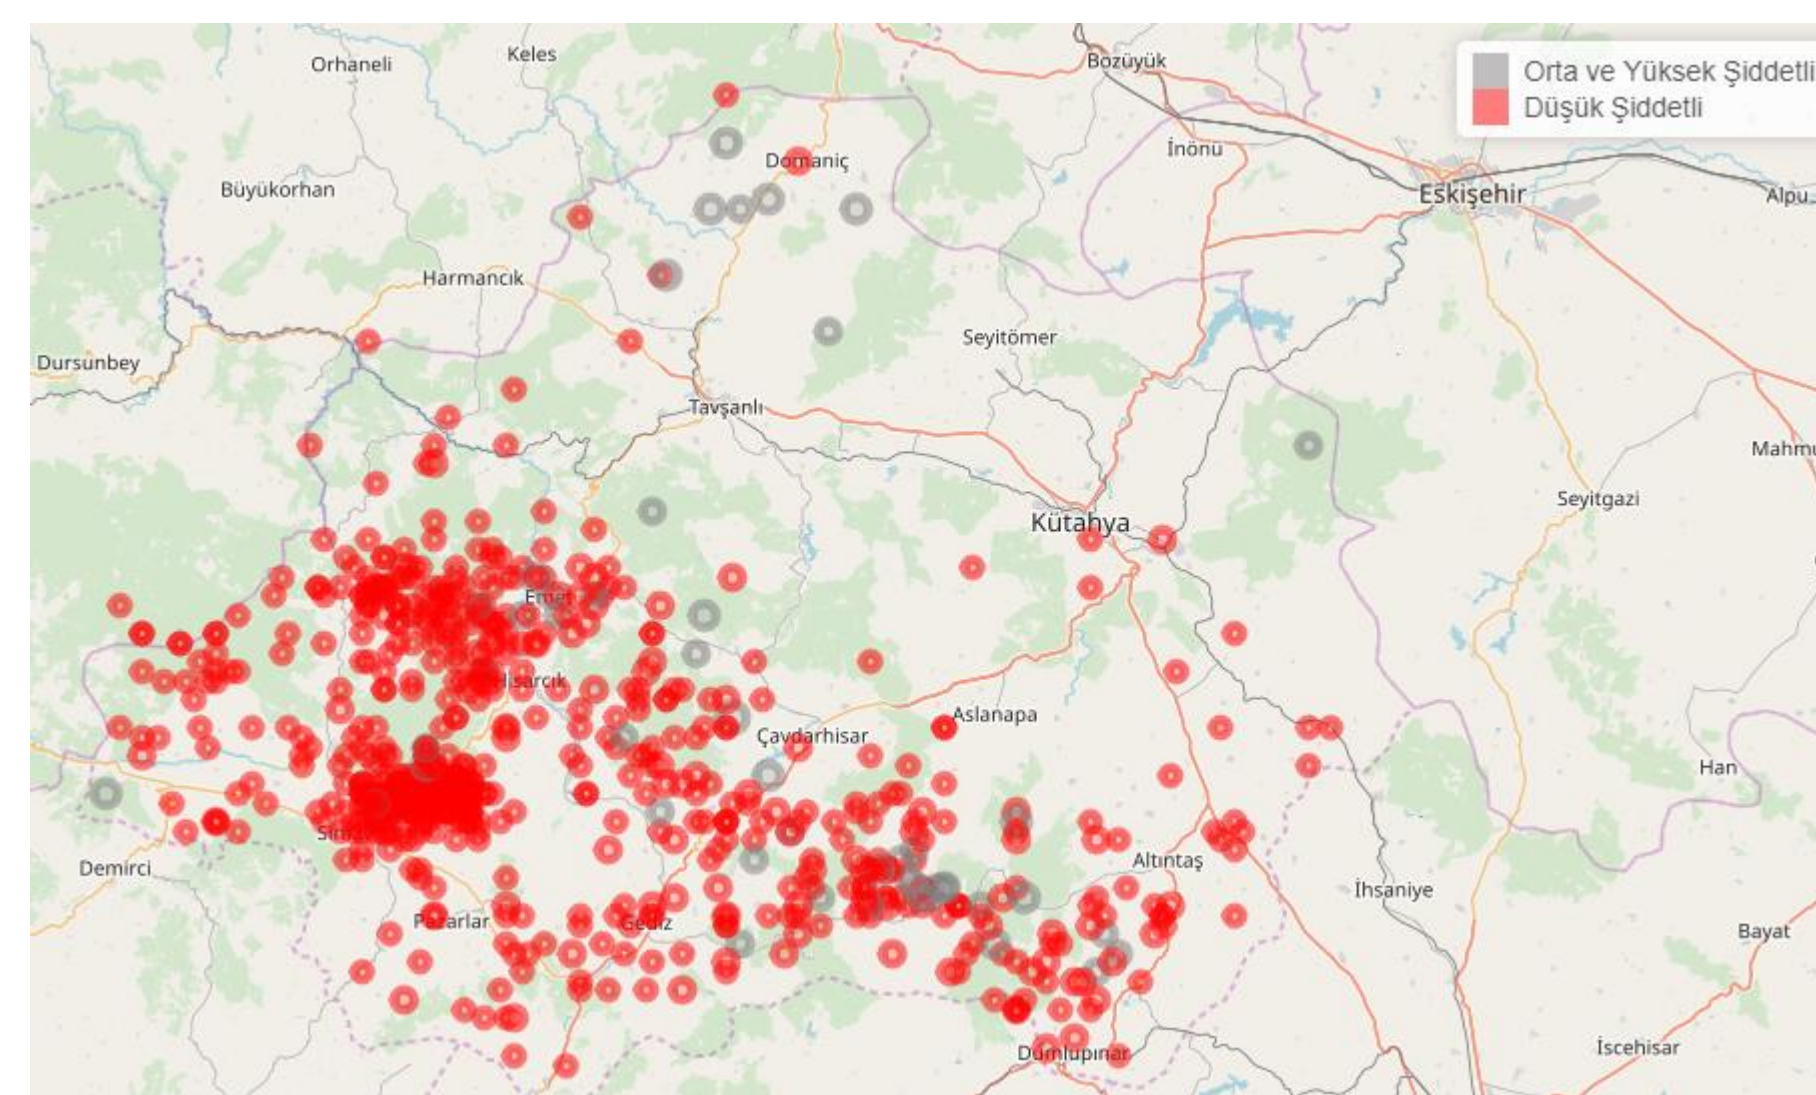 Orhaneli
Keles
Bozüyük
Orta ve Yüksek Şiddetli
Düşük Şiddetli
İnönü
Domaniç
Büyükorhan
Eskişehir
Alpu
Harmancık
Seyitömer
Dursunbey
Tavşanlı
Mahmu
Seyitgazi
Kütahya
Emet
Hisarcık
Aslanapa
Çavdarhisar
Han
Demirci
Altıntaş
İhsaniye
Pazarlar
Gediz
Bayat
Dumlupınar
İscehisar